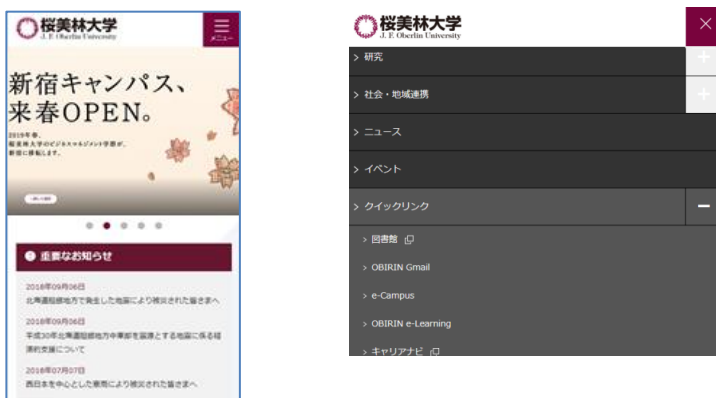 桜美林大学
J. F. Oberlin University
メニュー
新宿キャンパス、
来春OPEN。
2019年春、
桜美林大学のビジネスマネジメント学群が、
新宿に移転します。
重要なお知らせ
2018年09月06日
北海道胆振地方で発生した地震により被災された皆さまへ
2018年09月06日
平成30年北海道胆振地方中東部を震源とする地震に係る経
済的支援について
2018年07月07日
西日本を中心とした豪雨により被災された皆さまへ
桜美林大学
J. F. Oberlin University
> 研究
> 社会・地域連携
> ニュース
> イベント
> クイックリンク
> 図書館
> OBIRIN Gmail
> e-Campus
> OBIRIN e-Learning
> キャリアナビ